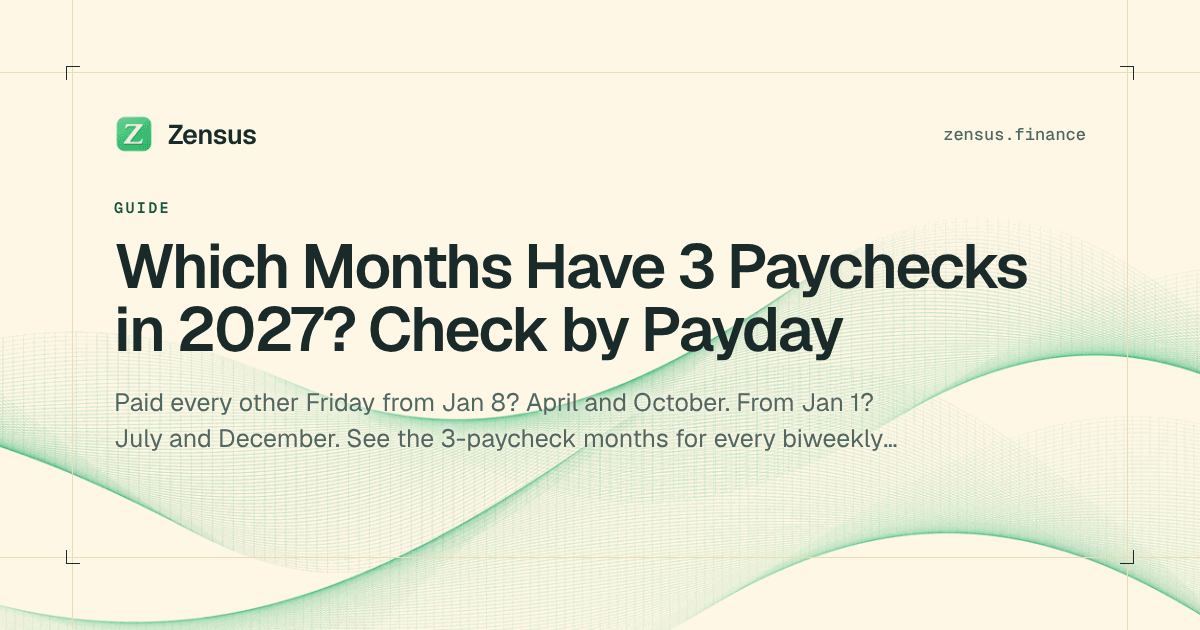 Z Zensus
zensus.finance
GUIDE
Which Months Have 3 Paychecks
in 2027? Check by Payday
Paid every other Friday from Jan 8? April and October. From Jan 1?
July and December. See the 3-paycheck months for every biweekly...